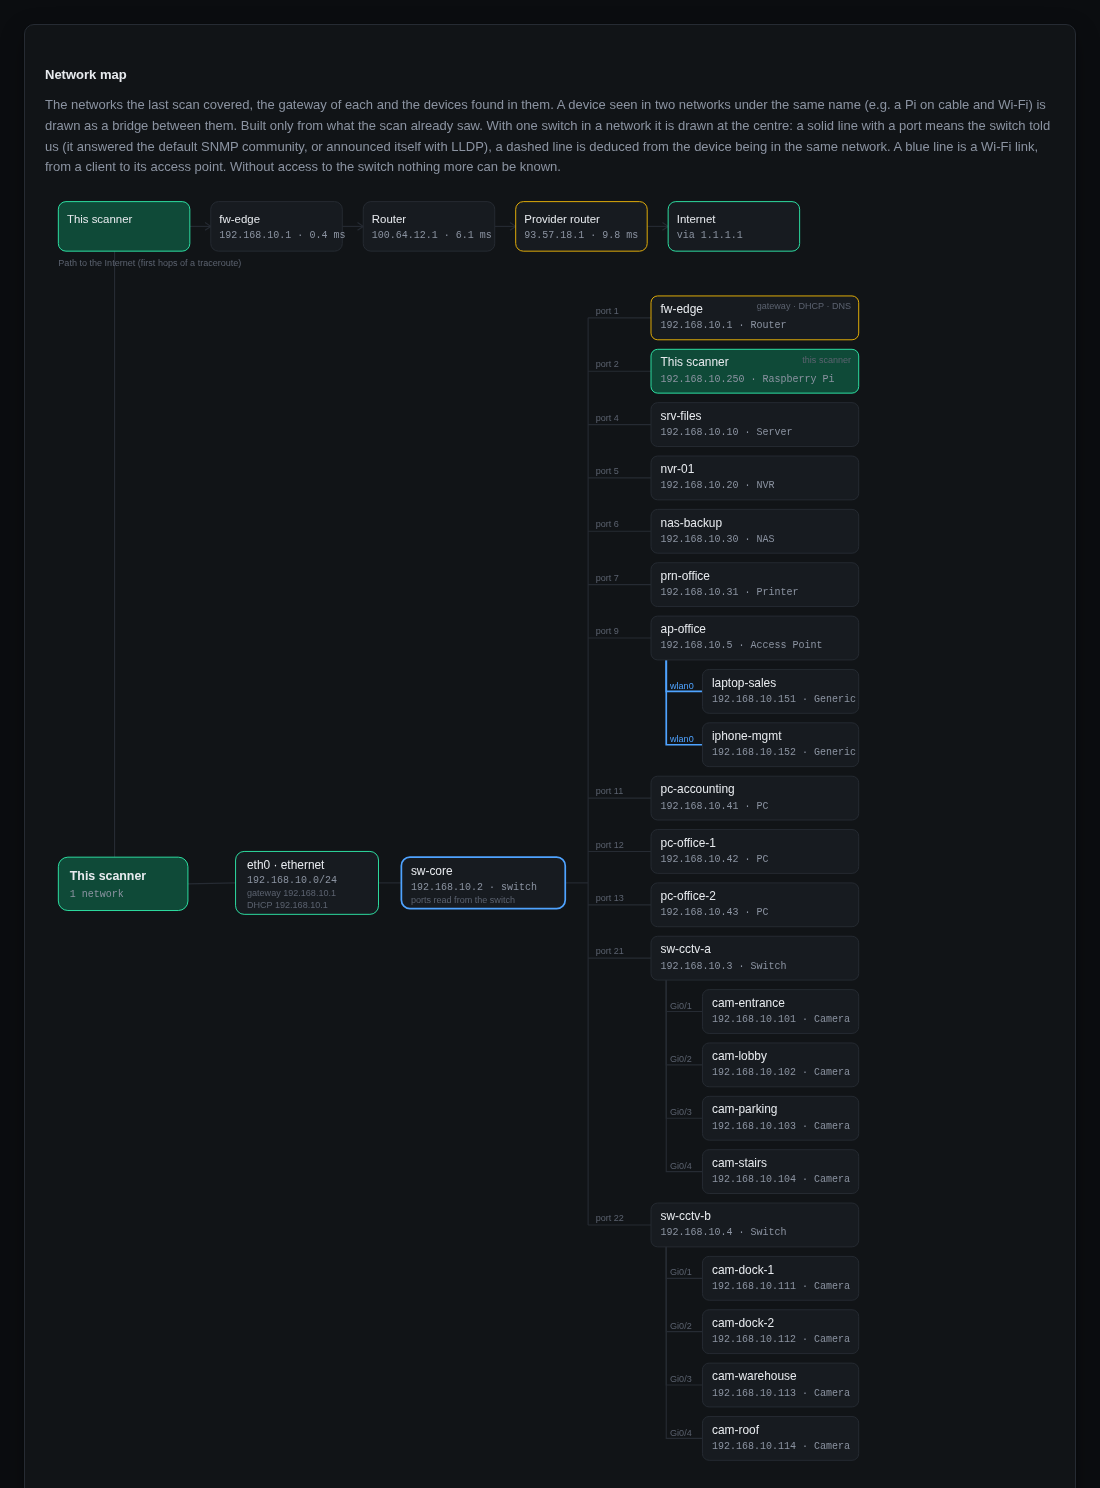 Network map
The networks the last scan covered, the gateway of each and the devices found in them. A device seen in two networks under the same name (e.g. a Pi on cable and Wi-Fi) is
drawn as a bridge between them. Built only from what the scan already saw. With one switch in a network it is drawn at the centre: a solid line with a port means the switch told
us (it answered the default SNMP community, or announced itself with LLDP), a dashed line is deduced from the device being in the same network. A blue line is a Wi-Fi link,
from a client to its access point. Without access to the switch nothing more can be known.
This scanner
fw-edge
192.168.10.1 · 0.4 ms
Router
100.64.12.1 · 6.1 ms
Provider router
93.57.18.1 · 9.8 ms
Internet
via 1.1.1.1
Path to the Internet (first hops of a traceroute)
port 1
fw-edge
gateway · DHCP · DNS
192.168.10.1 · Router
port 2
This scanner
this scanner
192.168.10.250 · Raspberry Pi
port 4
srv-files
192.168.10.10 · Server
port 5
nvr-01
192.168.10.20 · NVR
port 6
nas-backup
192.168.10.30 · NAS
port 7
prn-office
192.168.10.31 · Printer
port 9
ap-office
192.168.10.5 · Access Point
wlan0
laptop-sales
192.168.10.151 · Generic
wlan0
iphone-mgmt
192.168.10.152 · Generic
port 11
pc-accounting
192.168.10.41 · PC
port 12
pc-office-1
192.168.10.42 · PC
This scanner
1 network
eth0 · ethernet
192.168.10.0/24
gateway 192.168.10.1
DHCP 192.168.10.1
sw-core
192.168.10.2 · switch
ports read from the switch
port 13
pc-office-2
192.168.10.43 · PC
port 21
sw-cctv-a
192.168.10.3 · Switch
Gi0/1
cam-entrance
192.168.10.101 · Camera
Gi0/2
cam-lobby
192.168.10.102 · Camera
Gi0/3
cam-parking
192.168.10.103 · Camera
Gi0/4
cam-stairs
192.168.10.104 · Camera
port 22
sw-cctv-b
192.168.10.4 · Switch
Gi0/1
cam-dock-1
192.168.10.111 · Camera
Gi0/2
cam-dock-2
192.168.10.112 · Camera
Gi0/3
cam-warehouse
192.168.10.113 · Camera
Gi0/4
cam-roof
192.168.10.114 · Camera